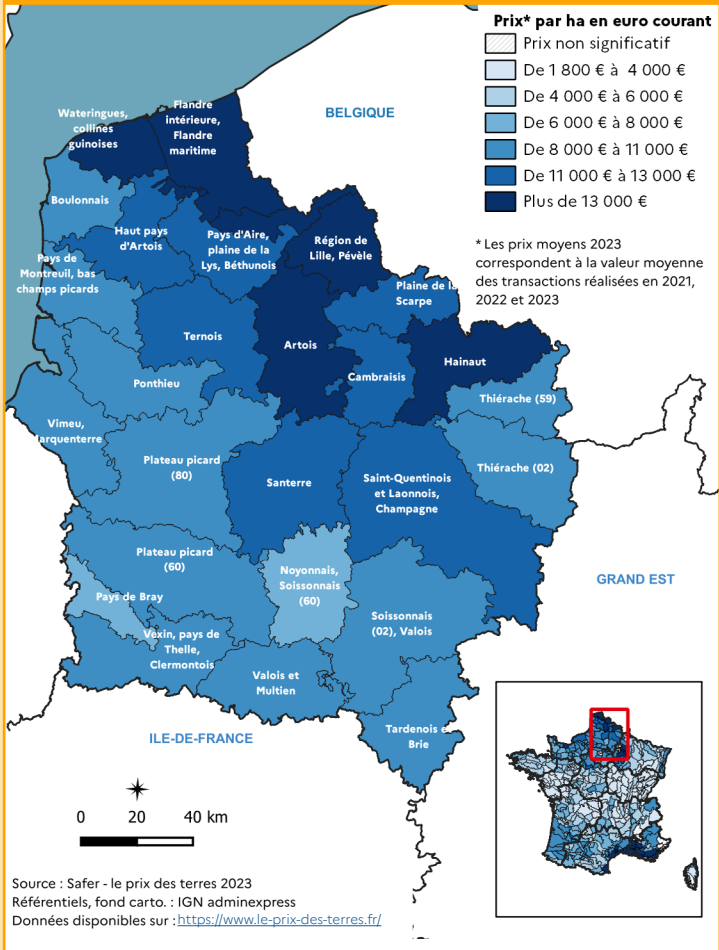 Prix* par ha en euro courant
Prix non significatif
De 1 800 € à 4 000 €
De 4 000 € à 6 000 €
De 6 000 € à 8 000 €
De 8 000 € à 11 000 €
De 11 000 € à 13 000 €
Plus de 13 000 €
* Les prix moyens 2023
correspondent à la valeur moyenne
des transactions réalisées en 2021,
2022 et 2023
BELGIQUE
Wateringues,
collines
guinoises
Flandre
intérieure,
Flandre
maritime
Boulonnais
Haut pays
d'Artois
Pays d'Aire,
plaine de la
Lys, Béthunois
Région de
Lille, Pévèle
Pays de
Montreuil, bas
champs picards
Plaine de la
Scarpe
Ternois
Artois
Cambraisis
Hainaut
Ponthieu
Thiérache (59)
Vimeu,
arquenterre
Plateau picard
(80)
Santerre
Saint-Quentinois
et Laonnois,
Champagne
Thiérache (02)
Plateau picard
(60)
Noyonnais,
Soissonnais
(60)
Pays de Bray
GRAND EST
Soissonnais
(02), Valois
Vexin, pays de
Thelle,
Clermontois
Valois et
Multien
Tardenois e
Brie
ILE-DE-FRANCE
0 20 40 km
Source : Safer - le prix des terres 2023
Référentiels, fond carto. : IGN adminexpress
Données disponibles sur : https://www.le-prix-des-terres.fr/